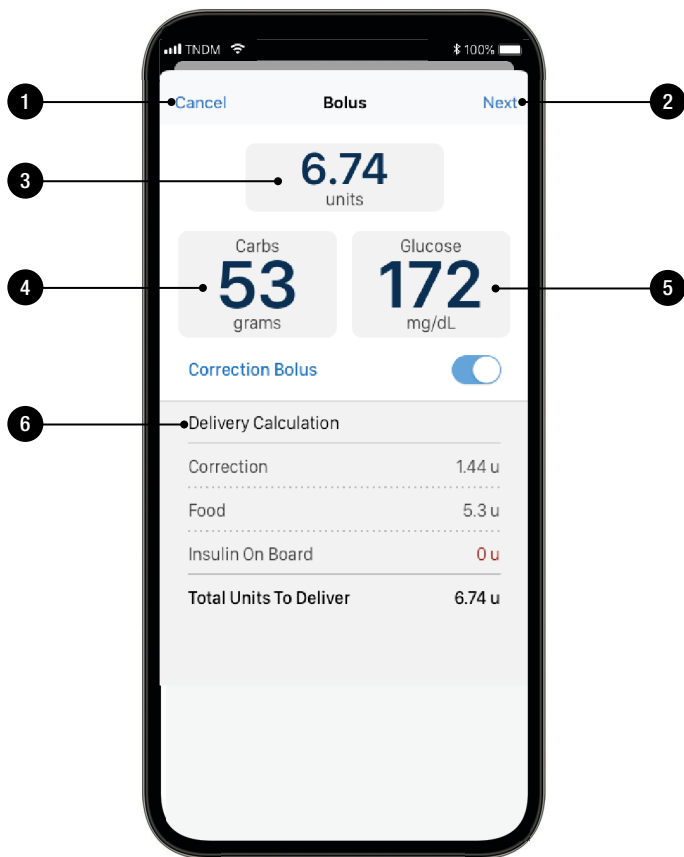 TNDM 100%
1 Cancel Bolus Next 2
3 6.74
units
Carbs Glucose
4 53 172 5
grams mg/dL
Correction Bolus
6 Delivery Calculation
Correction 1.44 u
Food 5.3 u
Insulin On Board 0 u
Total Units To Deliver 6.74 u